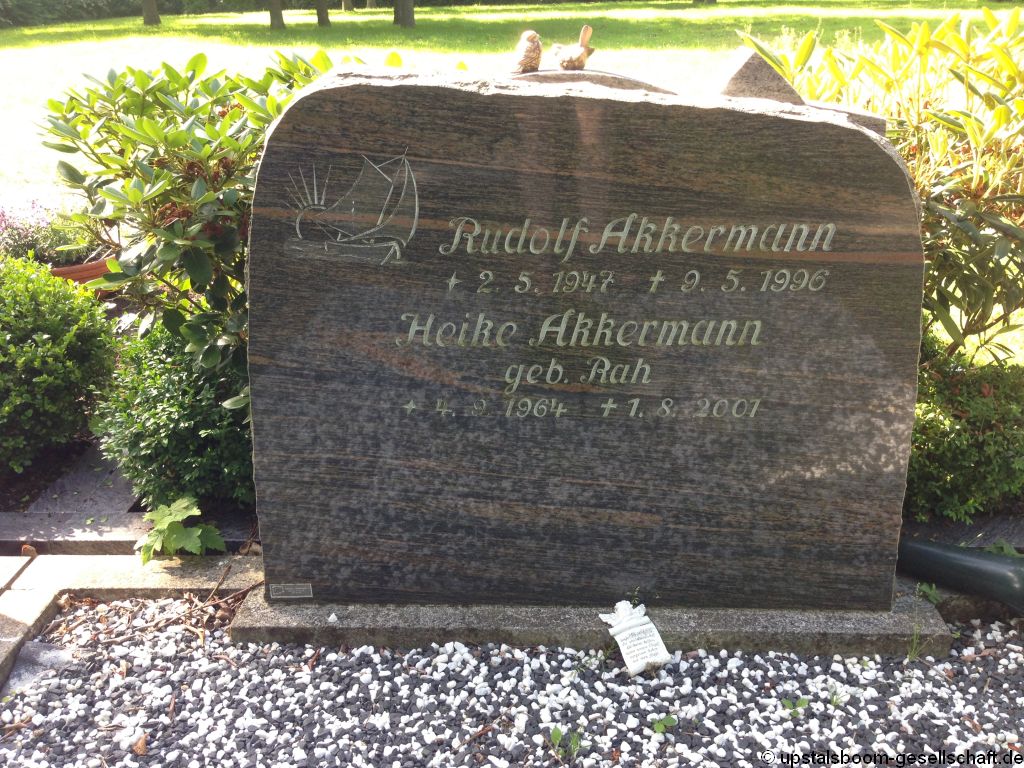 Rudolf Akkermann
✶ 2. 5. 1947 ✝ 9. 5. 1996
Heike Akkermann
geb. Rah
✶ 4. 9. 1964 ✝ 1. 8. 2001
© upstalsboom-gesellschaft.de